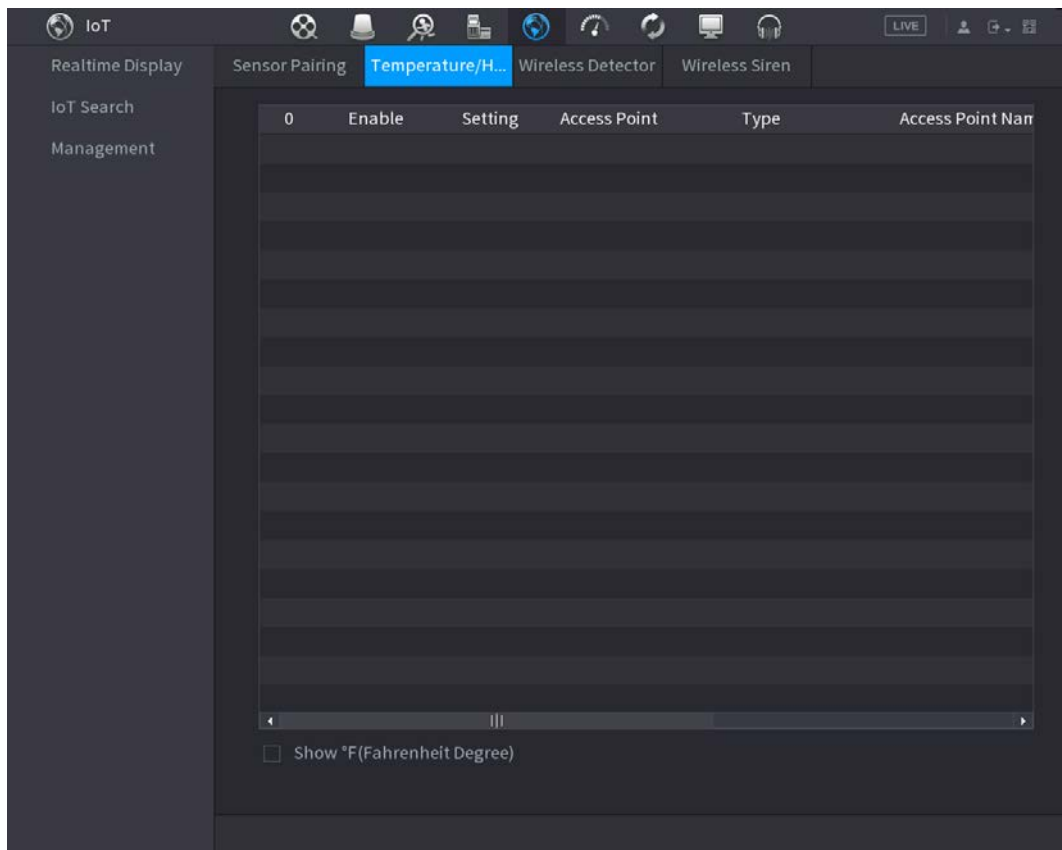 IoT
LIVE
Realtime Display
IoT Search
Management
Sensor Pairing Temperature/H... Wireless Detector Wireless Siren
0 Enable Setting Access Point Type Access Point Nam
Show °F(Fahrenheit Degree)